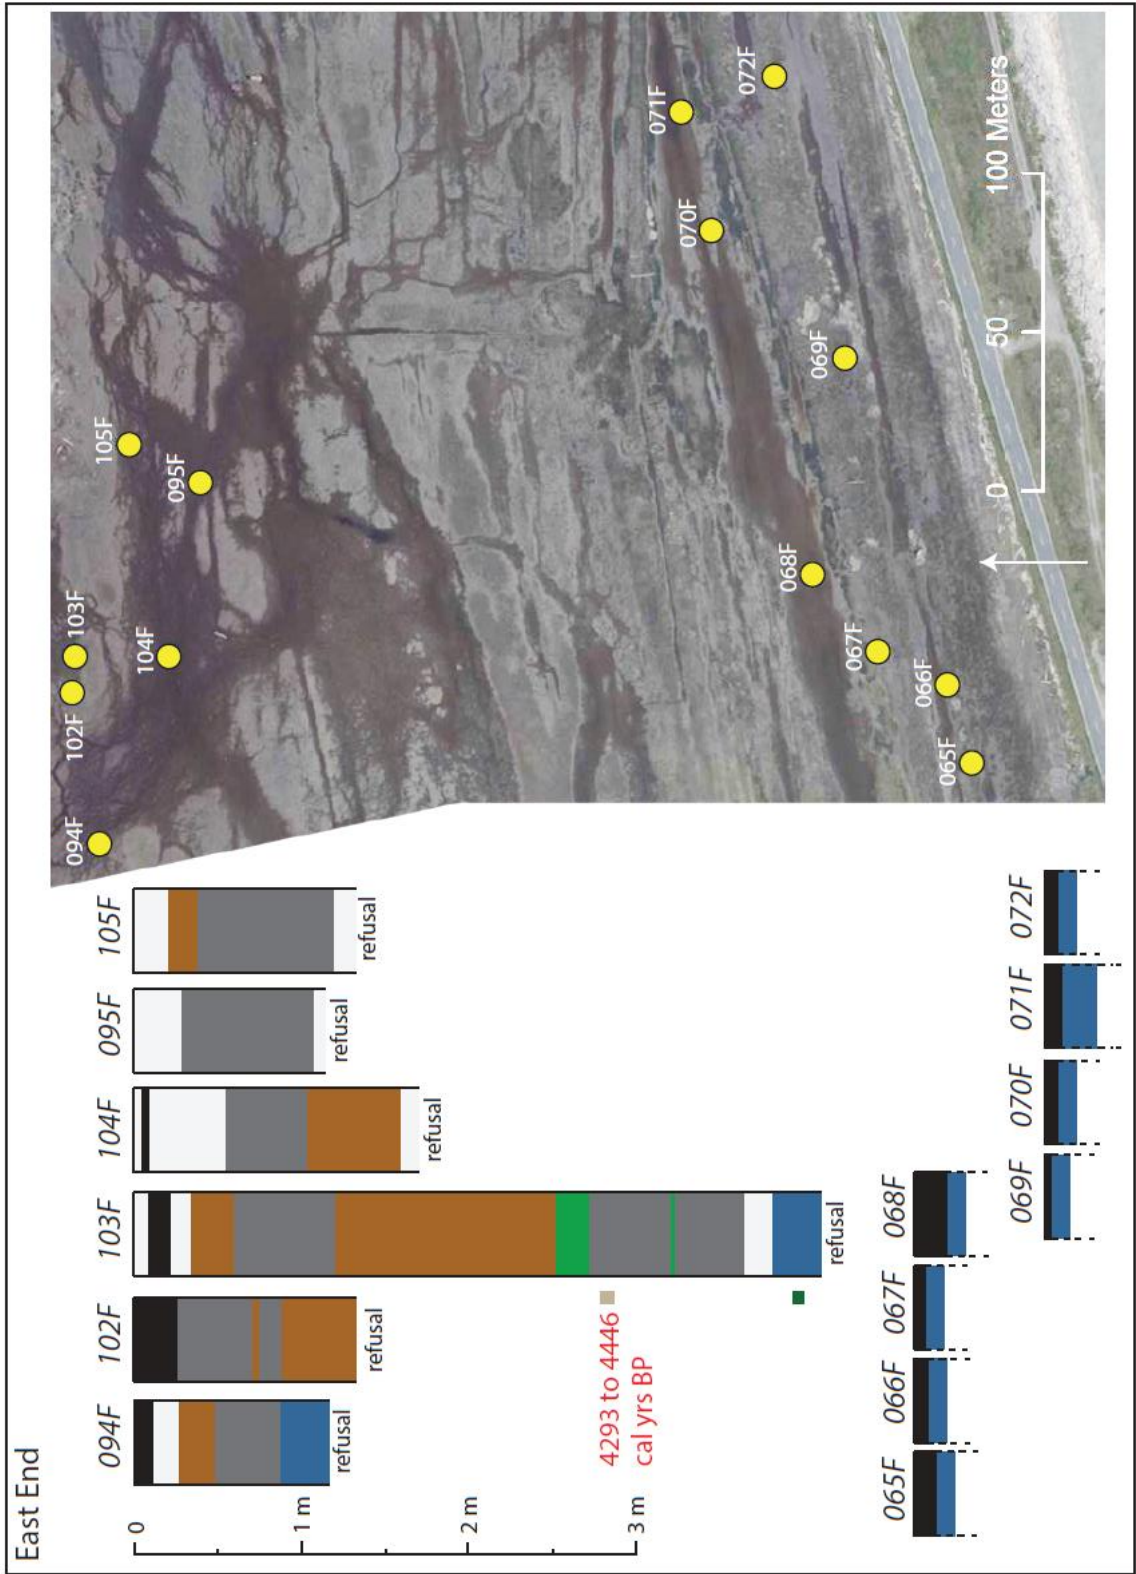 East End
094F
102F
103F
104F
095F
105F
0
1 m
2 m
3 m
refusal
refusal
refusal
refusal
refusal
refusal
4293 to 4446
cal yrs BP
065F
066F
067F
068F
069F
070F
071F
072F
094F
102F
103F
104F
105F
095F
065F
066F
067F
068F
069F
070F
071F
072F
0
50
100 Meters